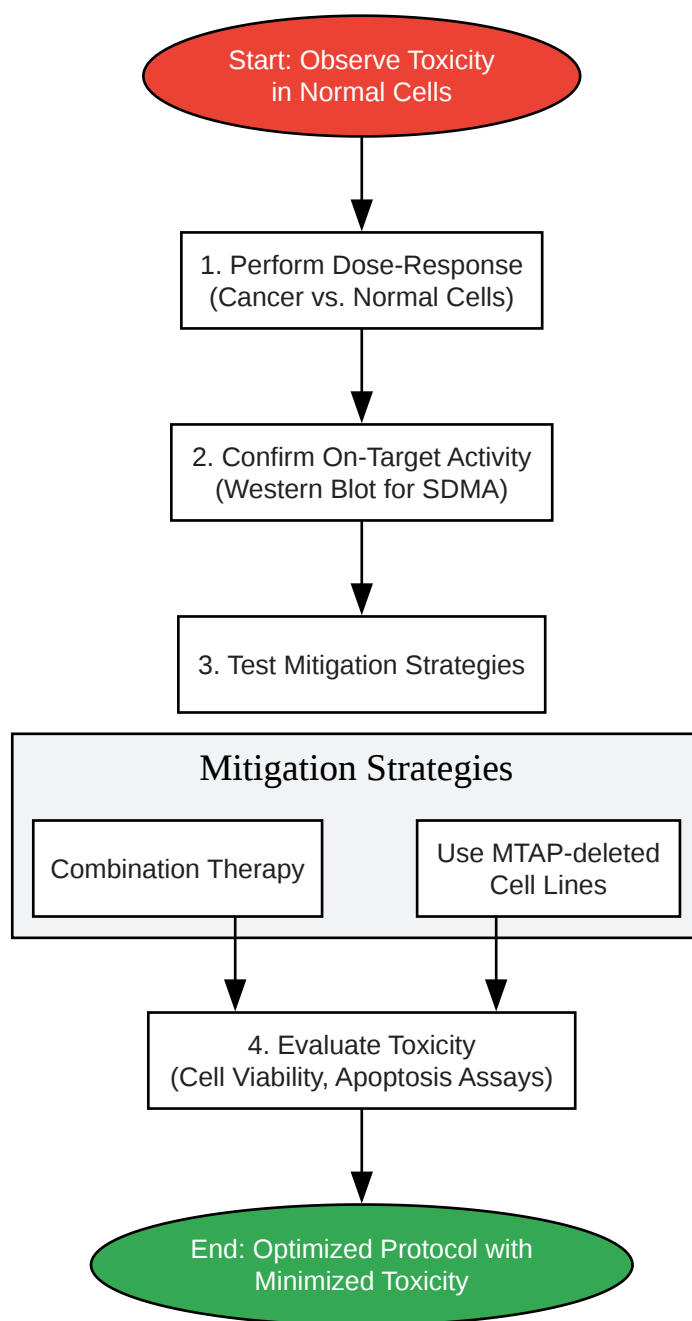 Start: Observe Toxicity
in Normal Cells
1. Perform Dose-Response
(Cancer vs. Normal Cells)
2. Confirm On-Target Activity
(Western Blot for SDMA)
3. Test Mitigation Strategies
Mitigation Strategies
Combination Therapy
Use MTAP-deleted
Cell Lines
4. Evaluate Toxicity
(Cell Viability, Apoptosis Assays)
End: Optimized Protocol with
Minimized Toxicity